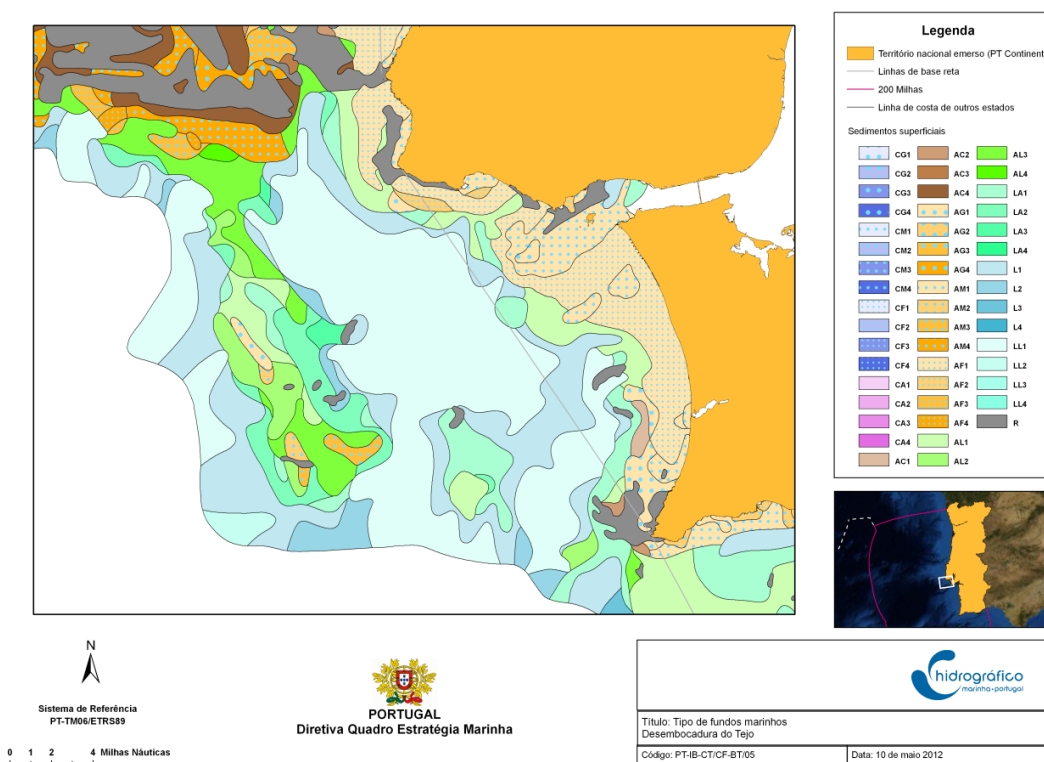 Legenda
Território nacional emerso (PT Continent
Linhas de base reta
200 Milhas
Linha de costa de outros estados
Sedimentos superficiais
CG1 AC2 AL3
CG2 AC3 AL4
CG3 AC4 LA1
CG4 AG1 LA2
CM1 AG2 LA3
CM2 AG3 LA4
CM3 AG4 L1
CM4 AM1 L2
CF1 AM2 L3
CF2 AM3 L4
CF3 AM4 LL1
CF4 AF1 LL2
CA1 AF2 LL3
CA2 AF3 LL4
CA3 AF4 R
CA4 AL1
AC1 AL2
N
Sistema de Referência
PT-TM06/ETRS89
0 1 2 4 Milhas Náuticas
PORTUGAL
Diretiva Quadro Estratégia Marinha
hidrográfico
marinha-portugal
Título: Tipo de fundos marinhos
Desembocadura do Tejo
Código: PT-IB-CT/CF-BT/05 Data: 10 de maio 2012